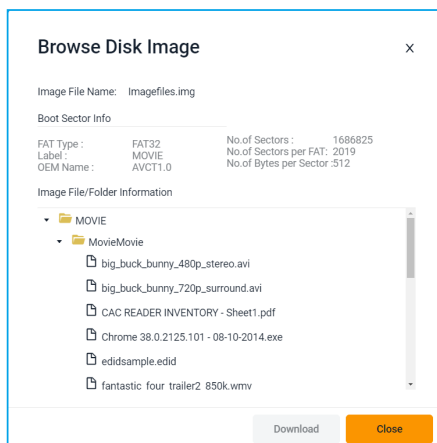 Browse Disk Image
X
Image File Name: Imagefiles.img
Boot Sector Info
FAT Type : FAT32
Label : MOVIE
OEM Name : AVCT1.0
No.of Sectors : 1686825
No.of Sectors per FAT: 2019
No.of Bytes per Sector :512
Image File/Folder Information
MOVIE
MovieMovie
big_buck_bunny_480p_stereo.avi
big_buck_bunny_720p_surround.avi
CAC READER INVENTORY - Sheet1.pdf
Chrome 38.0.2125.101 - 08-10-2014.exe
edidsample.edid
fantastic_four_trailer2_850k.wmv
Download
Close